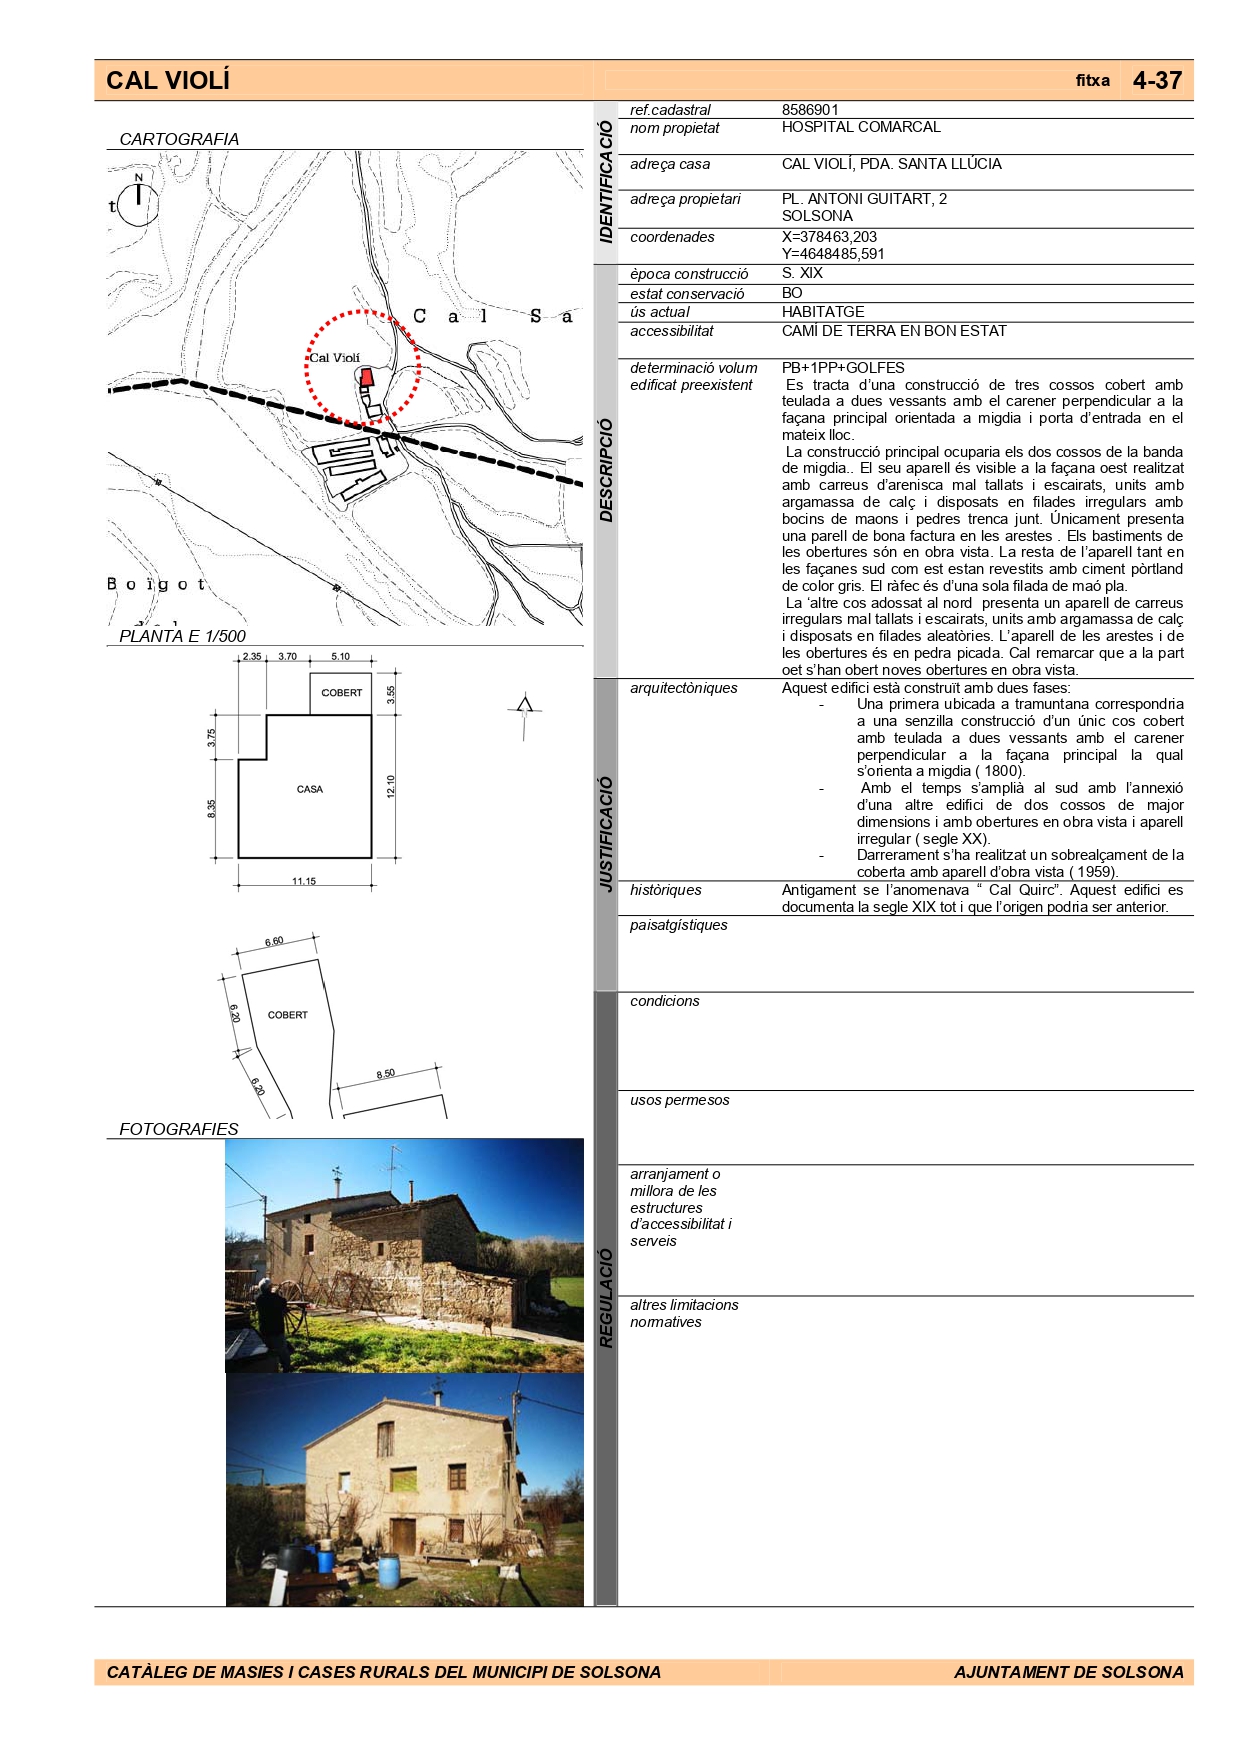 CAL VIOLÍ
fitxa 4-37
CARTOGRAFIA
N
t
C a l S a
Cal Violí
B o i g o t
PLANTA E 1/500
2.35 3.70 5.10
COBERT
3.55
3.75
CASA
12.10
8.35
11.15
6.60
COBERT
6.20
6.20
8.50
FOTOGRAFIES
IDENTIFICACIÓ
ref.cadastral 8586901
nom propietat HOSPITAL COMARCAL
adreça casa CAL VIOLÍ, PDA. SANTA LLÚCIA
adreça propietari PL. ANTONI GUITART, 2
SOLSONA
coordenades X=378463,203
Y=4648485,591
DESCRIPCIÓ
època construcció S. XIX
estat conservació BO
ús actual HABITATGE
accessibilitat CAMÍ DE TERRA EN BON ESTAT
determinació volum PB+1PP+GOLFES
edificat preexistent Es tracta d’una construcció de tres cossos cobert amb
teulada a dues vessants amb el carener perpendicular a la
façana principal orientada a migdia i porta d’entrada en el
mateix lloc.
La construcció principal ocuparia els dos cossos de la banda
de migdia.. El seu aparell és visible a la façana oest realitzat
amb carreus d’arenisca mal tallats i escairats, units amb
argamassa de calç i disposats en filades irregulars amb
bocins de maons i pedres trenca junt. Únicament presenta
una parell de bona factura en les arestes . Els bastiments de
les obertures són en obra vista. La resta de l’aparell tant en
les façanes sud com est estan revestits amb ciment pòrtland
de color gris. El ràfec és d’una sola filada de maó pla.
La ‘altre cos adossat al nord presenta un aparell de carreus
irregulars mal tallats i escairats, units amb argamassa de calç
i disposats en filades aleatòries. L’aparell de les arestes i de
les obertures és en pedra picada. Cal remarcar que a la part
oet s’han obert noves obertures en obra vista.
JUSTIFICACIÓ
arquitectòniques Aquest edifici està construït amb dues fases:
- Una primera ubicada a tramuntana correspondria
a una senzilla construcció d’un únic cos cobert
amb teulada a dues vessants amb el carener
perpendicular a la façana principal la qual
s’orienta a migdia ( 1800).
- Amb el temps s’amplià al sud amb l’annexió
d’una altre edifici de dos cossos de major
dimensions i amb obertures en obra vista i aparell
irregular ( segle XX).
- Darrerament s’ha realitzat un sobrealçament de la
coberta amb aparell d’obra vista ( 1959).
històriques Antigament se l’anomenava “ Cal Quirc”. Aquest edifici es
documenta la segle XIX tot i que l’origen podria ser anterior.
paisatgístiques
REGULACIÓ
condicions
usos permesos
arranjament o
millora de les
estructures
d’accessibilitat i
serveis
altres limitacions
normatives
CATÀLEG DE MASIES I CASES RURALS DEL MUNICIPI DE SOLSONA
AJUNTAMENT DE SOLSONA